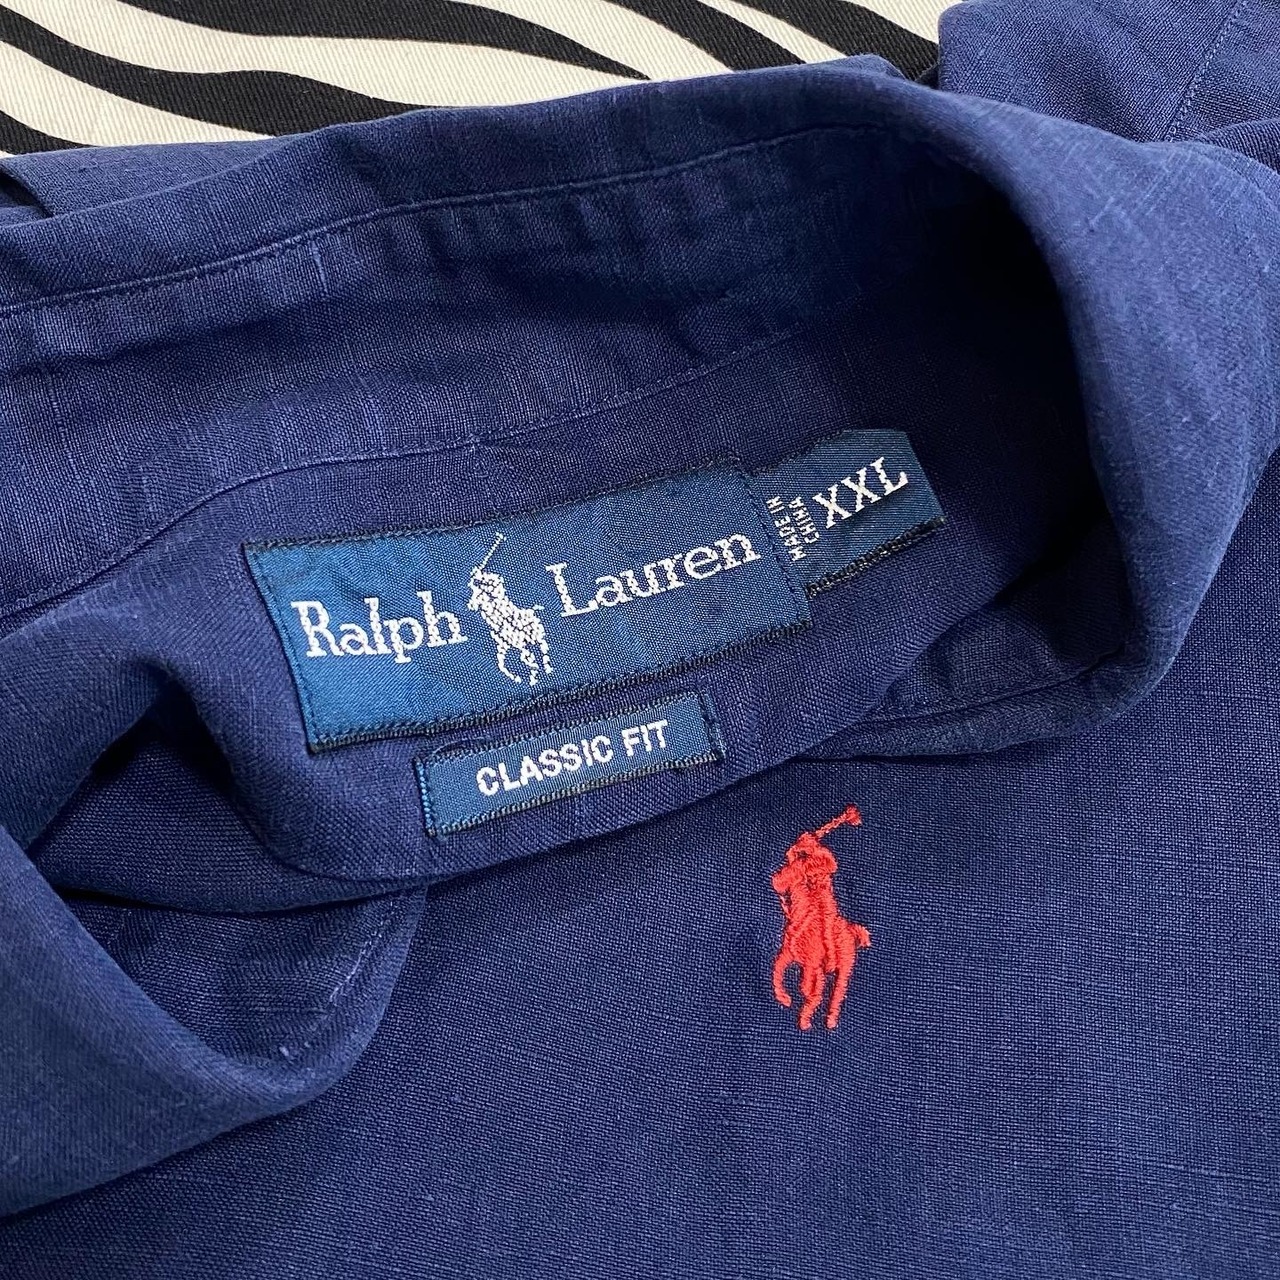 Ralph Lauren
MADE IN
CHINA
XXL
CLASSIC FIT